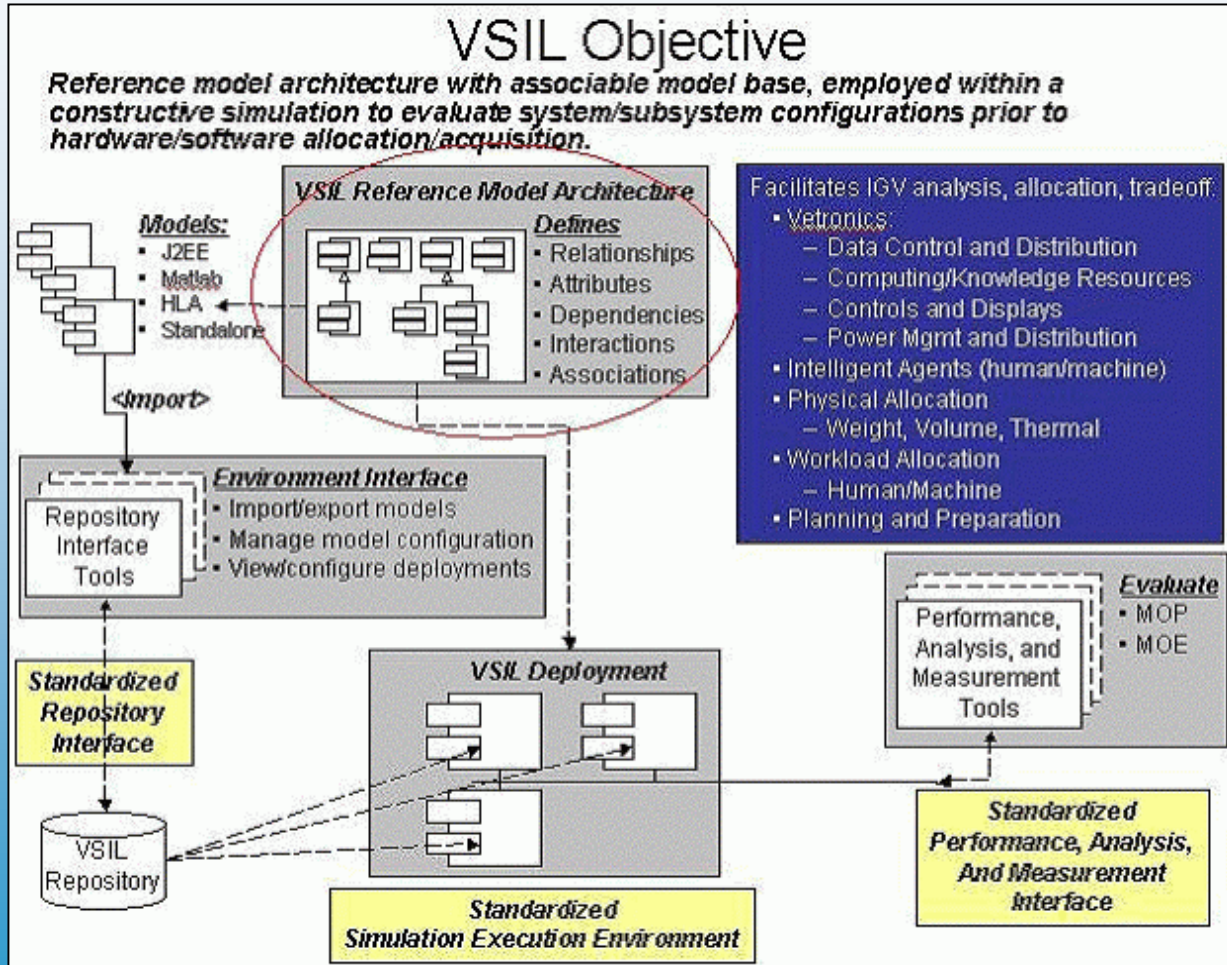 VSIL Objective
Reference model architecture with associable model base, employed within a
constructive simulation to evaluate system/subsystem configurations prior to
hardware/software allocation/acquisition.
VSIL Reference Model Architecture
Defines
▪ Relationships
▪ Attributes
▪ Dependencies
▪ Interactions
▪ Associations
Models:
▪ J2EE
▪ Matlab
▪ HLA
▪ Standalone
<Import>
Facilitates IGV analysis, allocation, tradeoff:
▪ Vetronics:
– Data Control and Distribution
– Computing/Knowledge Resources
– Controls and Displays
– Power Mgmt and Distribution
▪ Intelligent Agents (human/machine)
▪ Physical Allocation
– Weight, Volume, Thermal
▪ Workload Allocation
– Human/Machine
▪ Planning and Preparation
Environment Interface
▪ Import/export models
▪ Manage model configuration
▪ View/configure deployments
Repository
Interface
Tools
Standardized
Repository
Interface
VSIL
Repository
VSIL Deployment
Standardized
Simulation Execution Environment
Performance,
Analysis, and
Measurement
Tools
Evaluate
▪ MOP
▪ MOE
Standardized
Performance, Analysis,
And Measurement
Interface